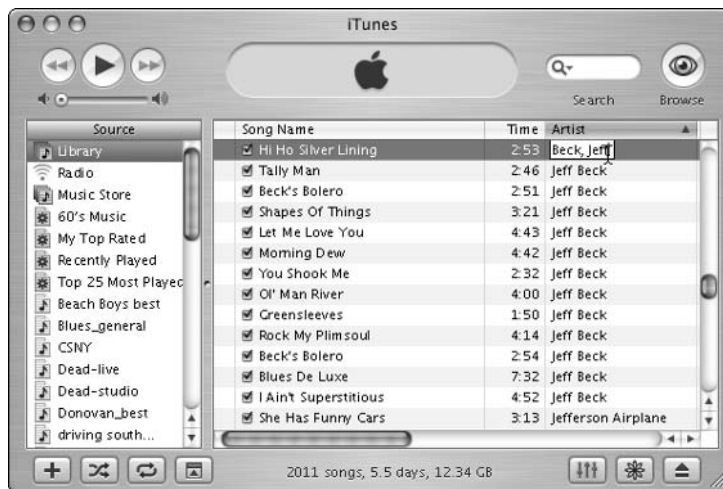 iTunes
Search Browse
Source
Library
Radio
Music Store
60's Music
My Top Rated
Recently Played
Top 25 Most Played
Beach Boys best
Blues_general
CSNY
Dead-live
Dead-studio
Donovan_best
driving south...
Song Name Time Artist
Hi Ho Silver Lining 2:53 Beck, Jeff
Tally Man 2:46 Jeff Beck
Beck's Bolero 2:51 Jeff Beck
Shapes Of Things 3:21 Jeff Beck
Let Me Love You 4:43 Jeff Beck
Morning Dew 4:42 Jeff Beck
You Shook Me 2:32 Jeff Beck
Ol' Man River 4:00 Jeff Beck
Greensleeves 1:50 Jeff Beck
Rock My Plimsoul 4:14 Jeff Beck
Beck's Bolero 2:54 Jeff Beck
Blues De Luxe 7:32 Jeff Beck
I Ain't Superstitious 4:52 Jeff Beck
She Has Funny Cars 3:13 Jefferson Airplane
2011 songs, 5.5 days, 12.34 GB